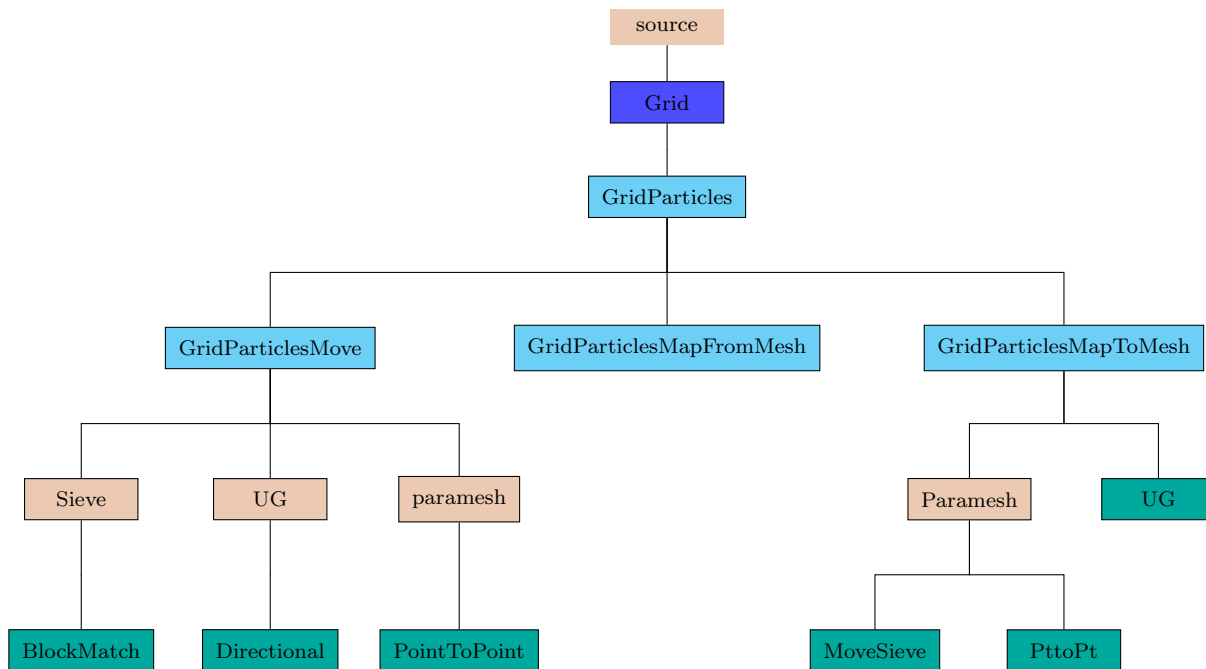 source
Grid
GridParticles
GridParticlesMove
GridParticlesMapFromMesh
GridParticlesMapToMesh
Sieve
UG
paramesh
Paramesh
UG
BlockMatch
Directional
PointToPoint
MoveSieve
PttoPt